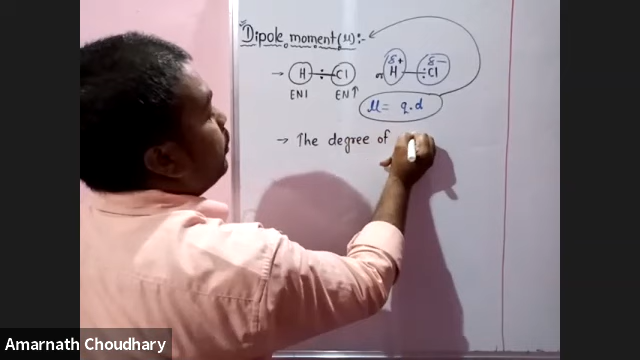 Dipole moment (μ):-
→ H : Cl or δ+ H : δ- Cl
EN↓ EN↑
μ = q.d
→ The degree of
Amarnath Choudhary